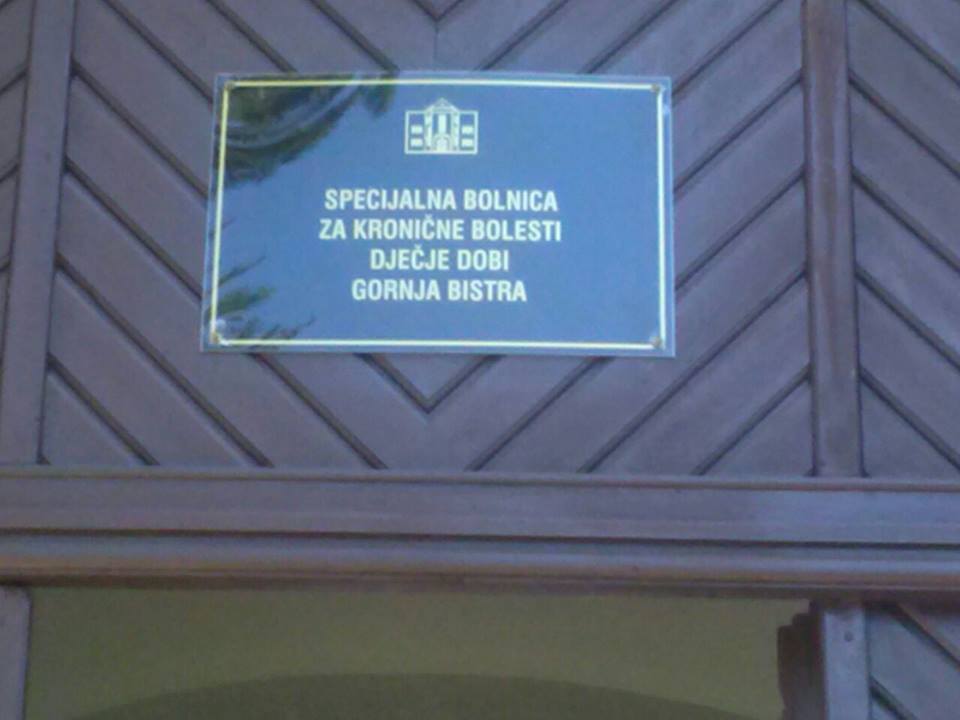 SPECIJALNA BOLNICA
ZA KRONIČNE BOLESTI
DJEČJE DOBI
GORNJA BISTRA